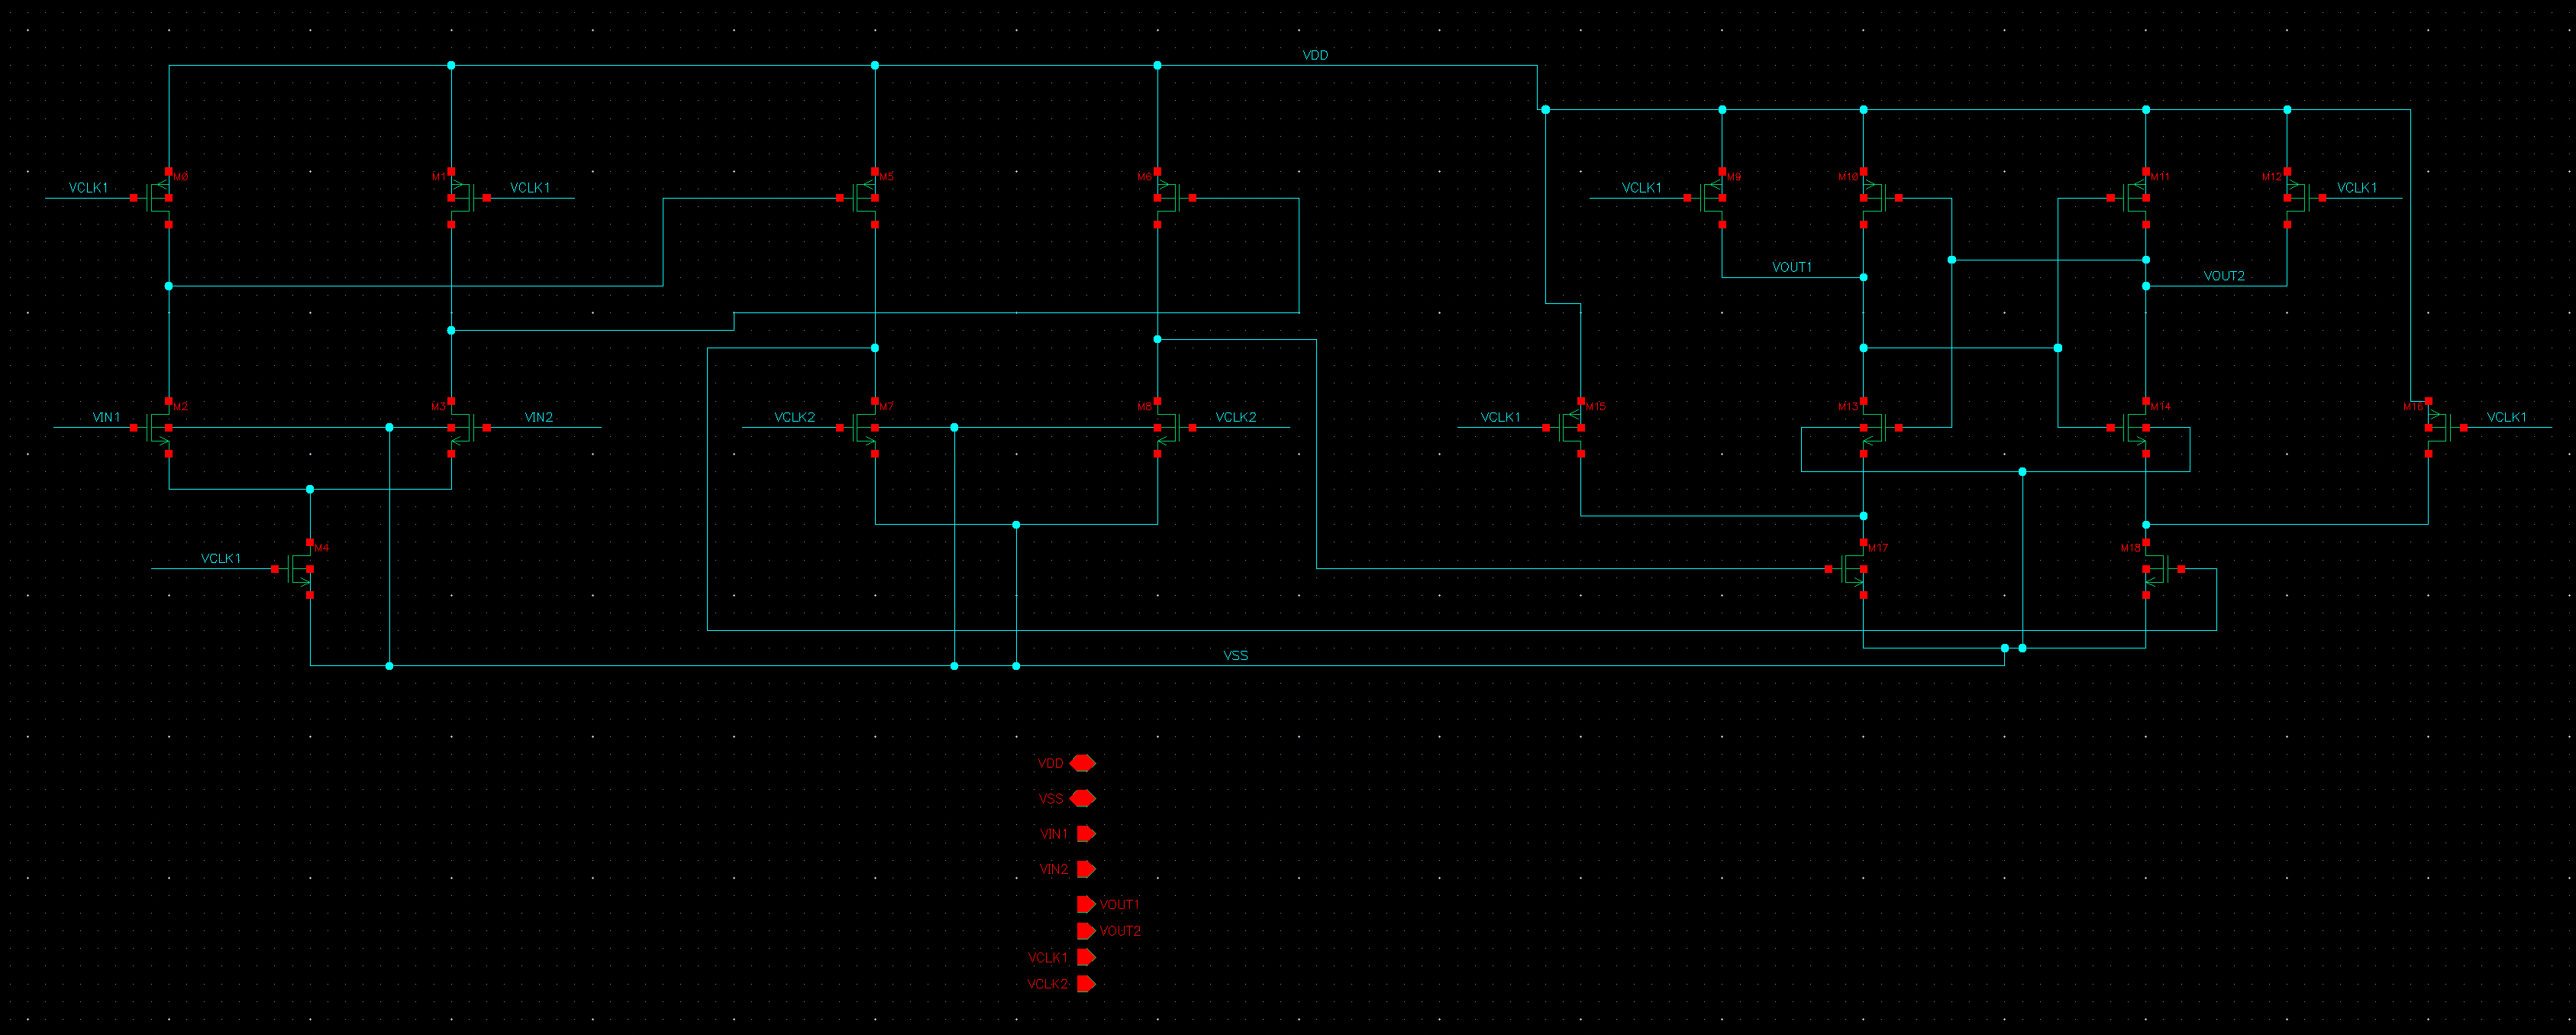 VDD
VCLK1 M0 M1 VCLK1 M5 M6 VCLK1 M9 M10 M11 M12 VCLK1
VOUT1 VOUT2
VIN1 M2 M3 VIN2 VCLK2 M7 M8 VCLK2 VCLK1 M15 M13 M14 M16 VCLK1
VCLK1 M4 M17 M18
VSS
VDD
VSS
VIN1
VIN2
VOUT1
VOUT2
VCLK1
VCLK2